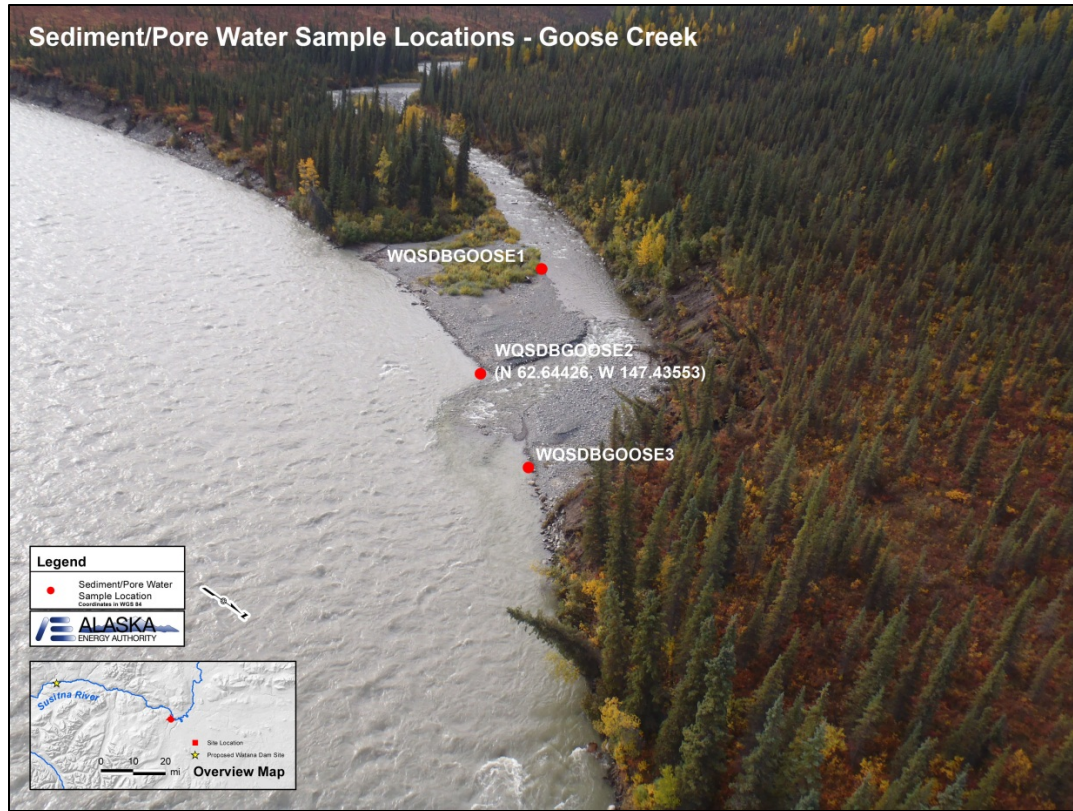 Sediment/Pore Water Sample Locations - Goose Creek
WQSDBGOOSE1
WQSDBGOOSE2
(N 62.64426, W 147.43553)
WQSDBGOOSE3
Legend
Sediment/Pore Water
Sample Location
Coordinates in WGS 84
N
ALASKA
ENERGY AUTHORITY
Susitna River
Site Location
Proposed Watana Dam Site
0 10 20
mi
Overview Map